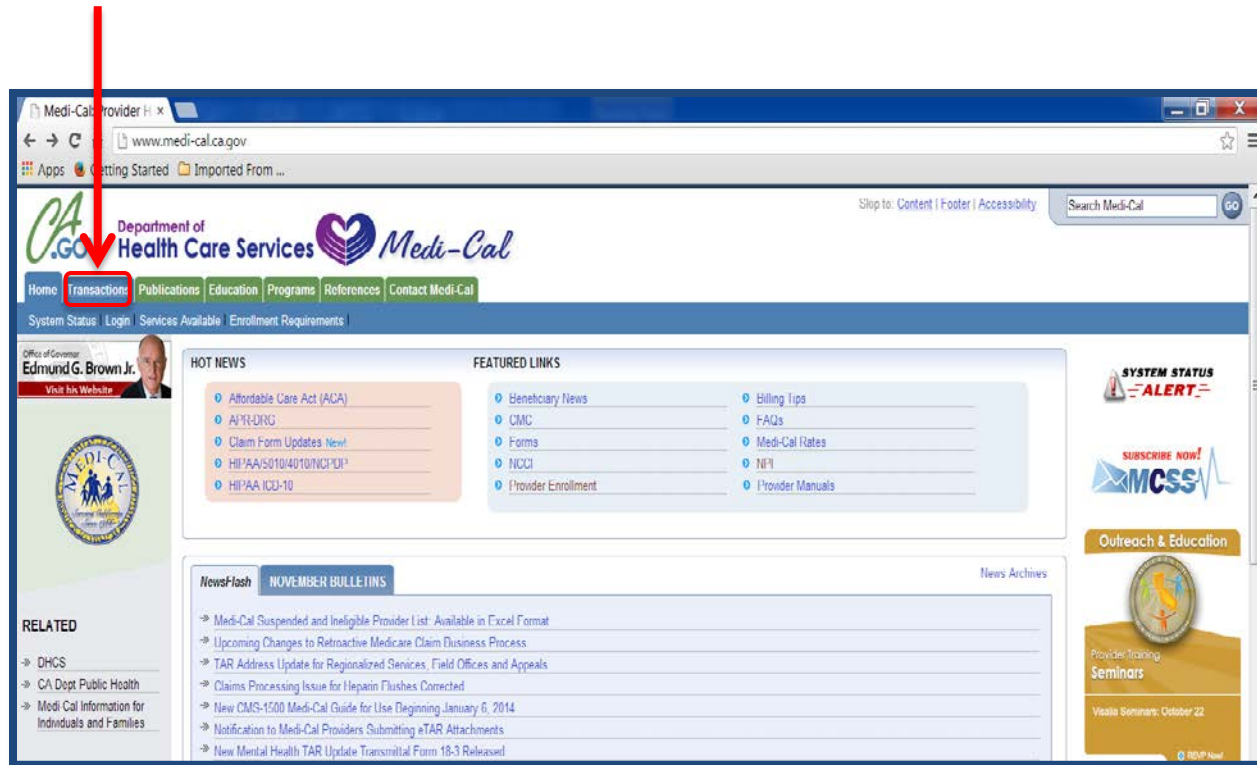 Medi-Cal Provider H
www.medi-cal.ca.gov
Apps Getting Started Imported From ...
CA
.GO
Department of
Health Care Services
Medi-Cal
Skip to: Content | Footer | Accessibility
Search Medi-Cal
GO
Home Transactions Publications Education Programs References Contact Medi-Cal
System Status | Login | Services Available | Enrollment Requirements |
Office of Governor
Edmund G. Brown Jr.
Visit his Website
MEDI-CAL
RELATED
DHCS
CA Dept Public Health
Medi Cal Information for
Individuals and Families
HOT NEWS
Affordable Care Act (ACA)
APR-DRG
Claim Form Updates New!
HIPAA/5010/4010/NCPDP
HIPAA ICD-10
FEATURED LINKS
Beneficiary News
CMC
Forms
NCCI
Provider Enrollment
Billing Tips
FAQs
Medi-Cal Rates
NPI
Provider Manuals
NewsFlash
NOVEMBER BULLETINS
News Archives
Medi-Cal Suspended and Ineligible Provider List: Available in Excel Format
Upcoming Changes to Retroactive Medicare Claim Business Process
TAR Address Update for Regionalized Services, Field Offices and Appeals
Claims Processing Issue for Heparin Flushes Corrected
New CMS-1500 Medi-Cal Guide for Use Beginning January 6, 2014
Notification to Medi-Cal Providers Submitting eTAR Attachments
New Mental Health TAR Update Transmittal Form 18-3 Released
SYSTEM STATUS
ALERT
SUBSCRIBE NOW!
MCSS
Outreach & Education
Provider Training
Seminars
Visalia Seminars: October 22
RSVP Now!